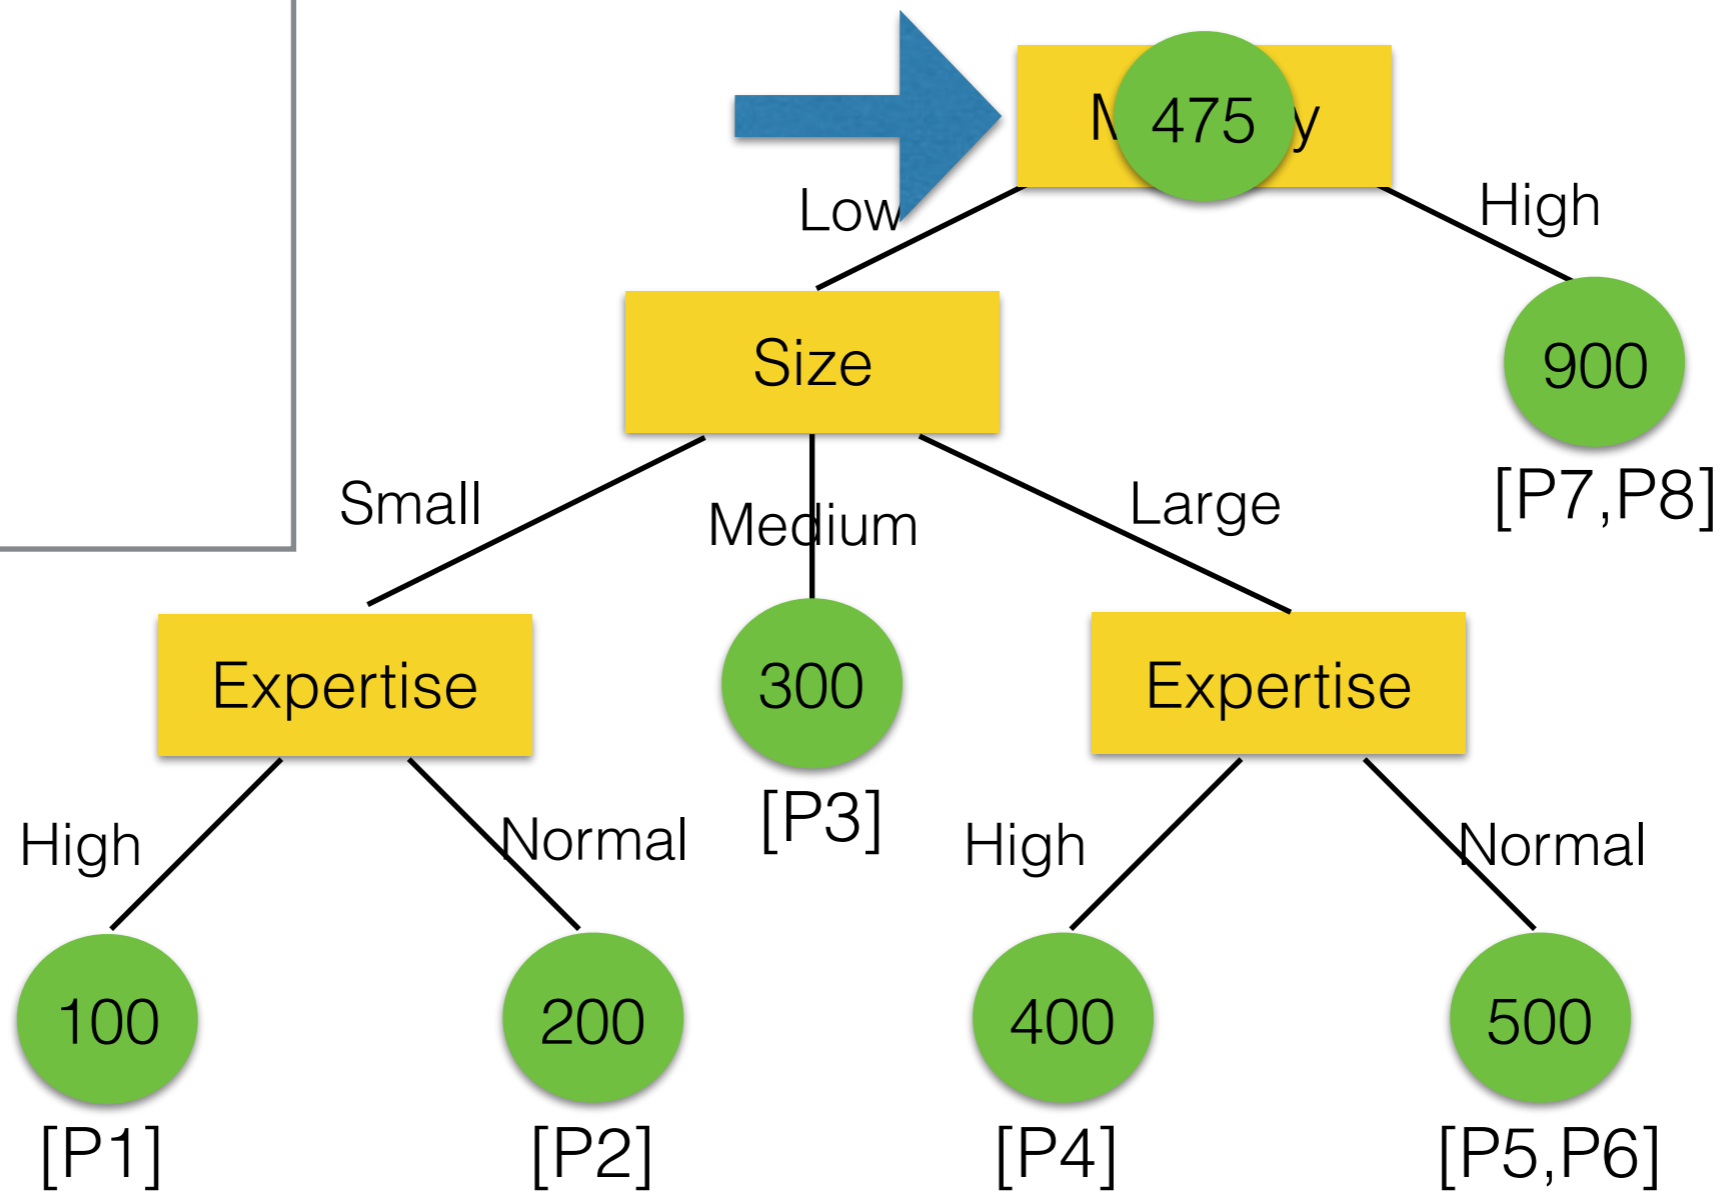 475
Low
High
Size
900
[P7,P8]
Small
Medium
Large
Expertise
300
Expertise
[P3]
High
Normal
High
Normal
100
200
400
500
[P1]
[P2]
[P4]
[P5,P6]